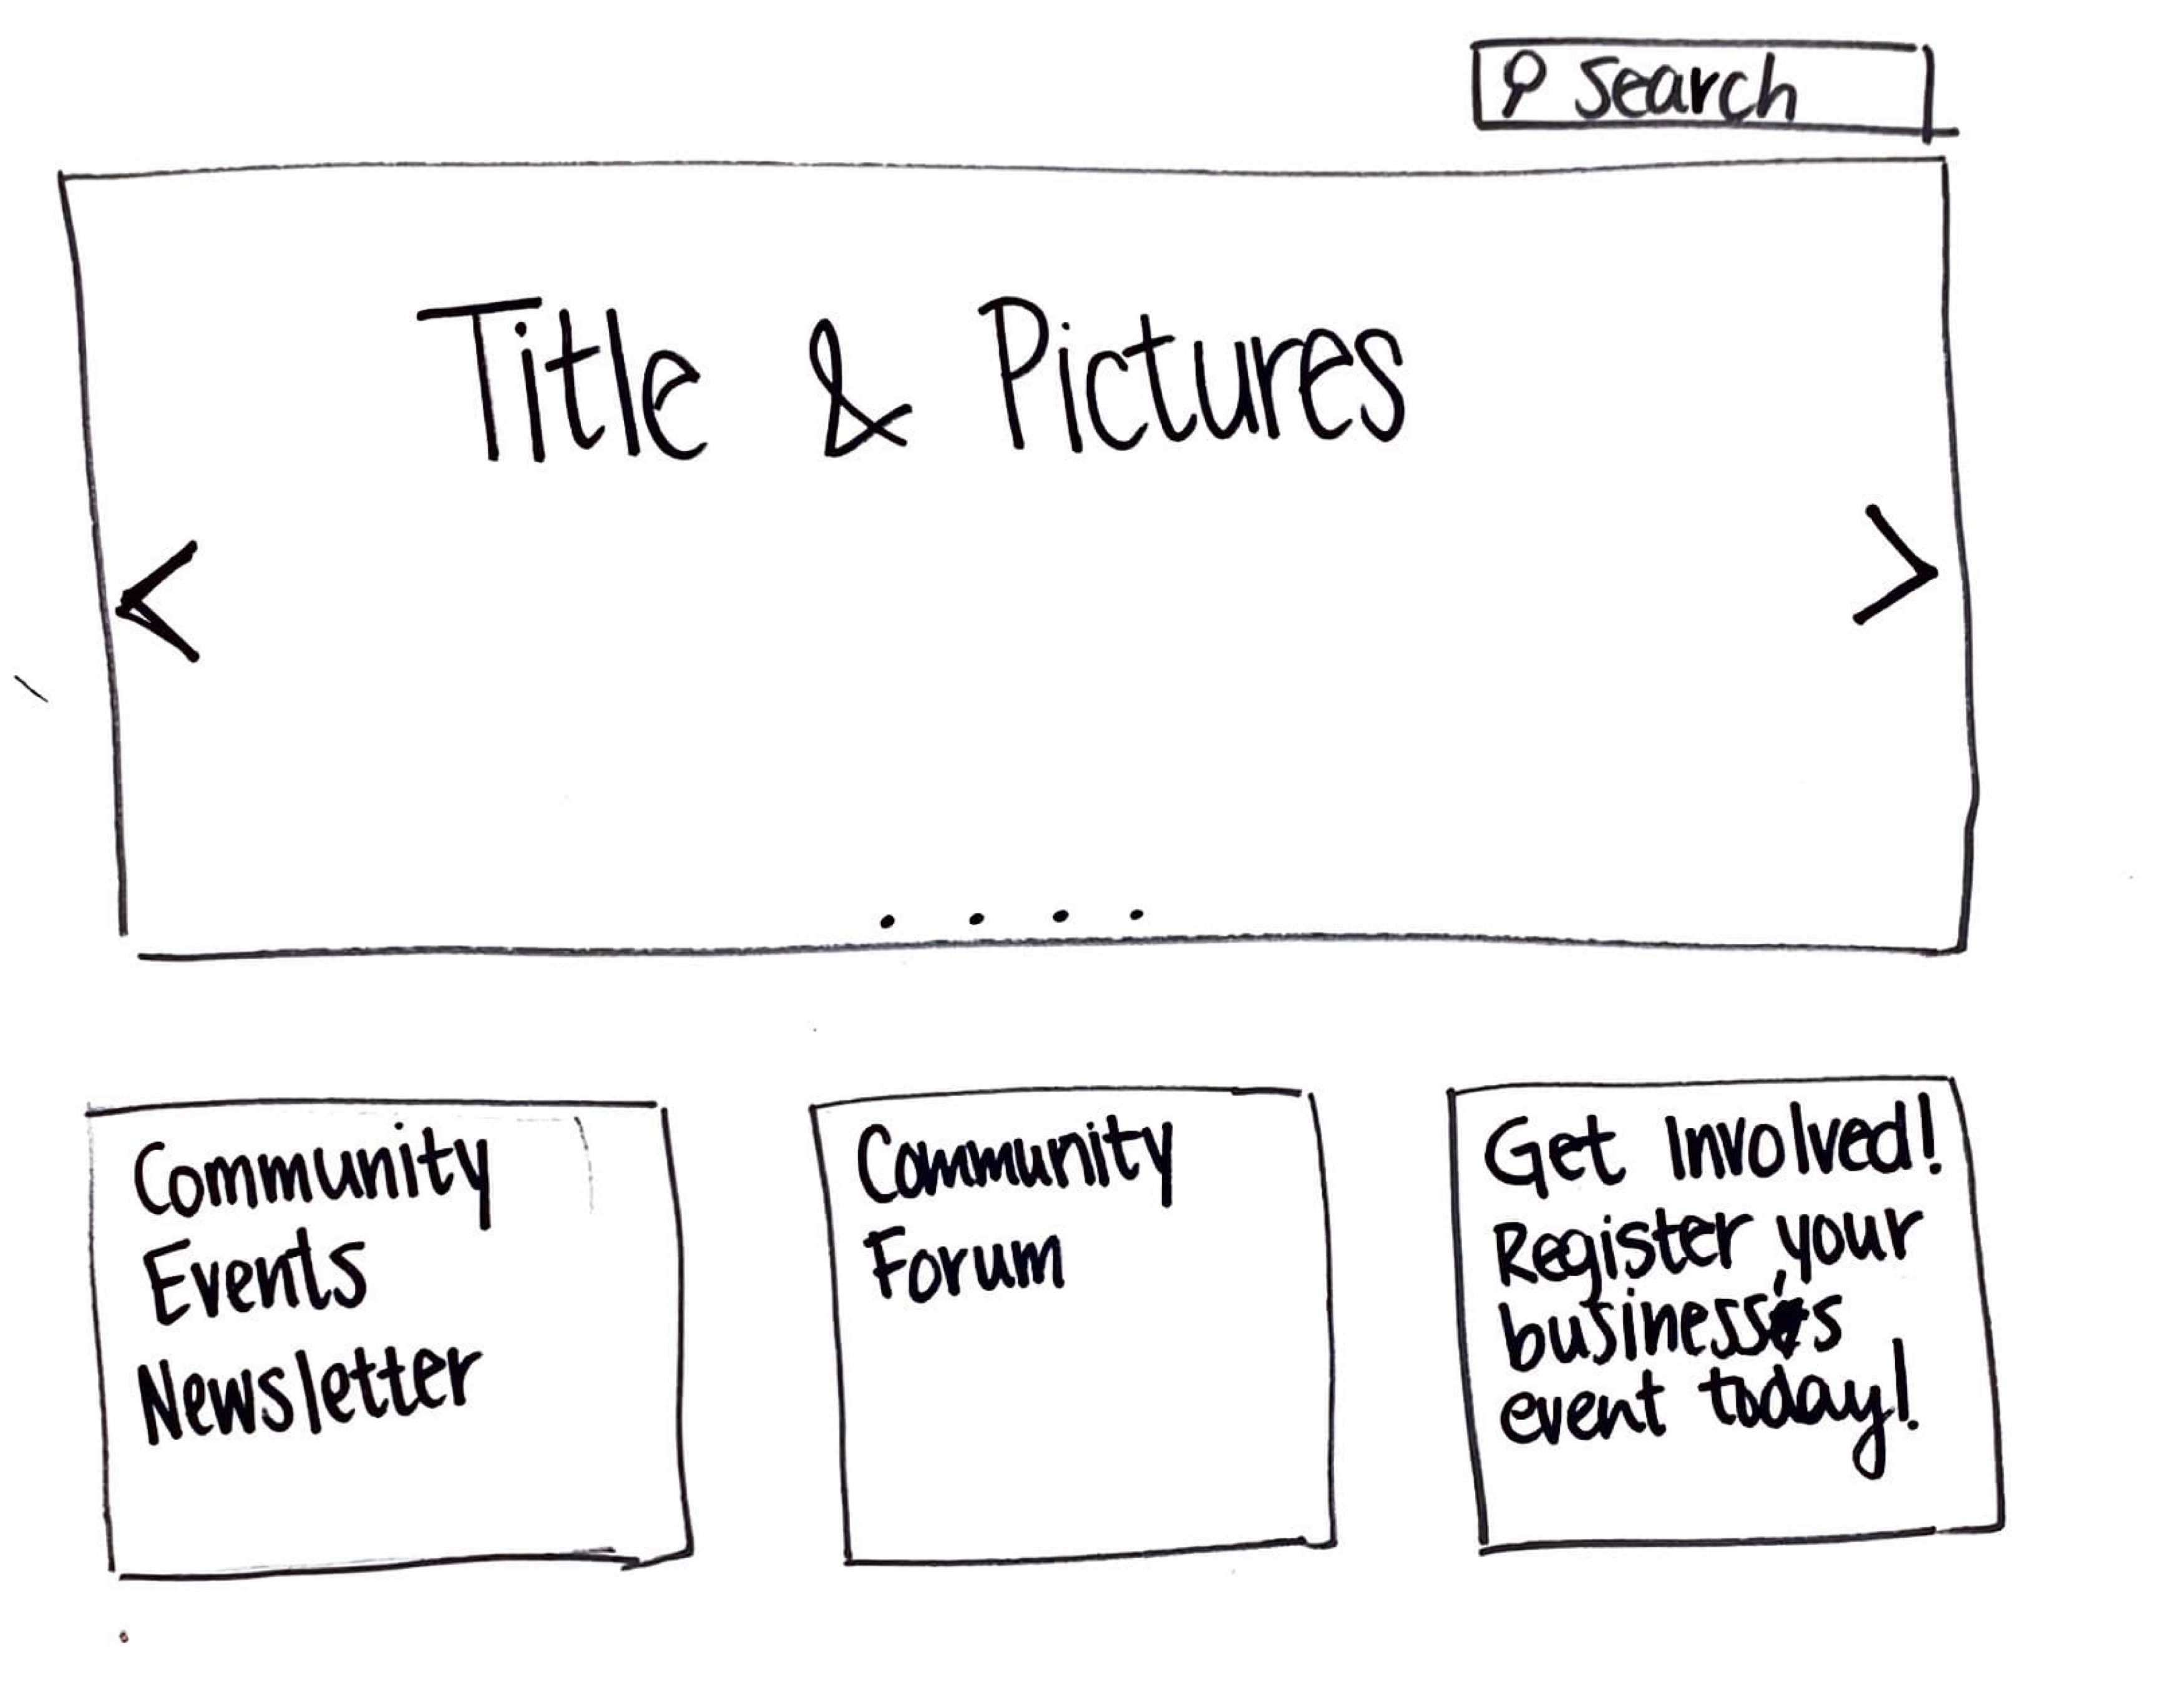 Search
Title & Pictures
<
>
Community
Events
Newsletter
Community
Forum
Get Involved!
Register your
business's
event today!